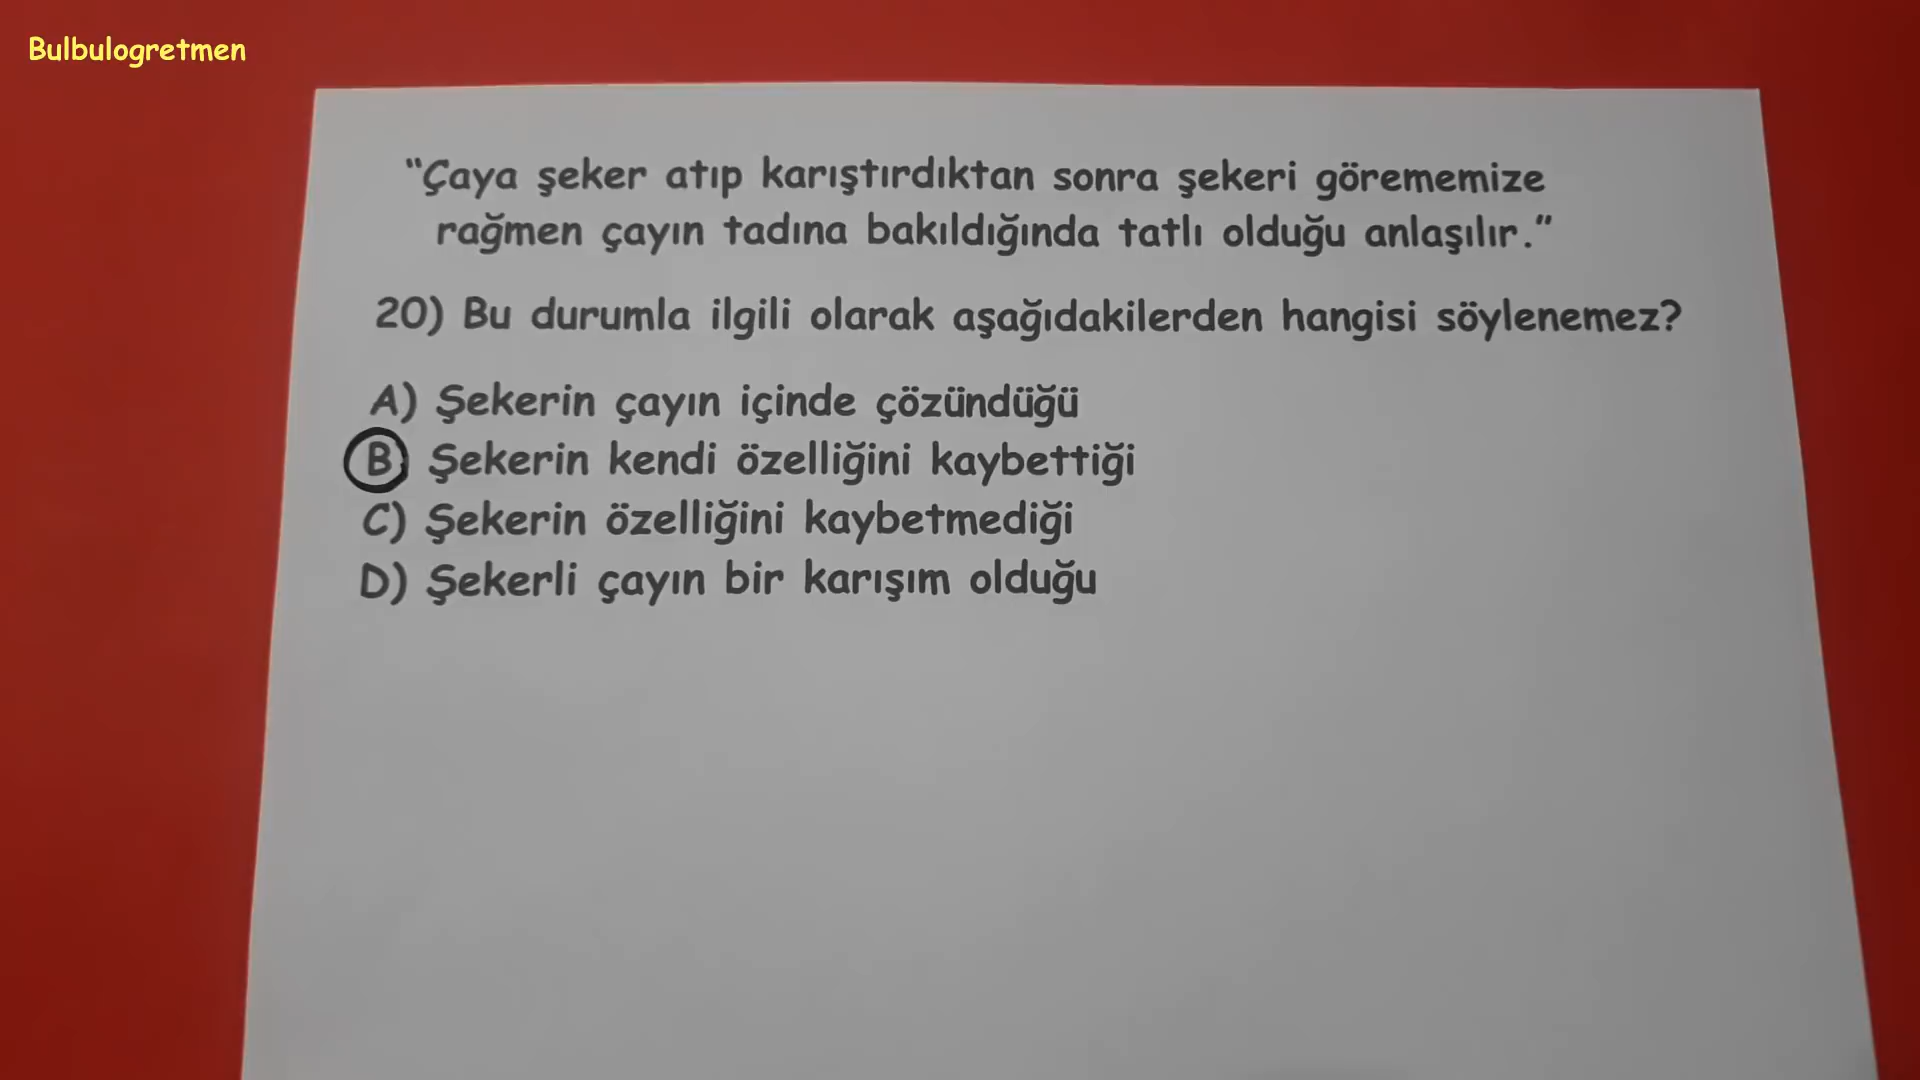 Bulbulogretmen
"Çaya şeker atıp karıştırdıktan sonra şekeri görememize
rağmen çayın tadına bakıldığında tatlı olduğu anlaşılır."
20) Bu durumla ilgili olarak aşağıdakilerden hangisi söylenemez?
A) Şekerin çayın içinde çözündüğü
B) Şekerin kendi özelliğini kaybettiği
C) Şekerin özelliğini kaybetmediği
D) Şekerli çayın bir karışım olduğu